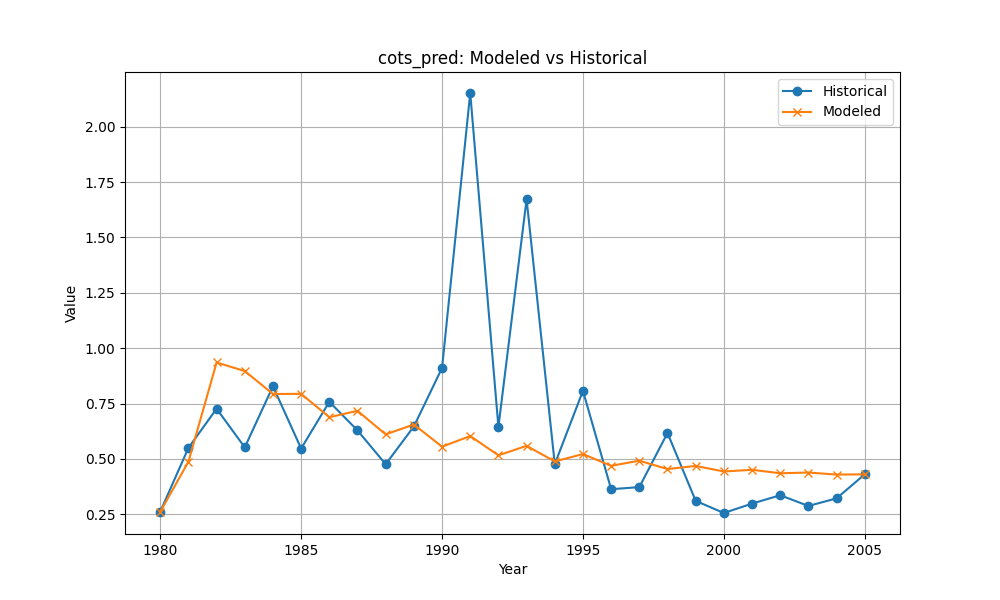 cots_pred: Modeled vs Historical
Historical
Modeled
Value
2.00
1.75
1.50
1.25
1.00
0.75
0.50
0.25
1980 1985 1990 1995 2000 2005
Year